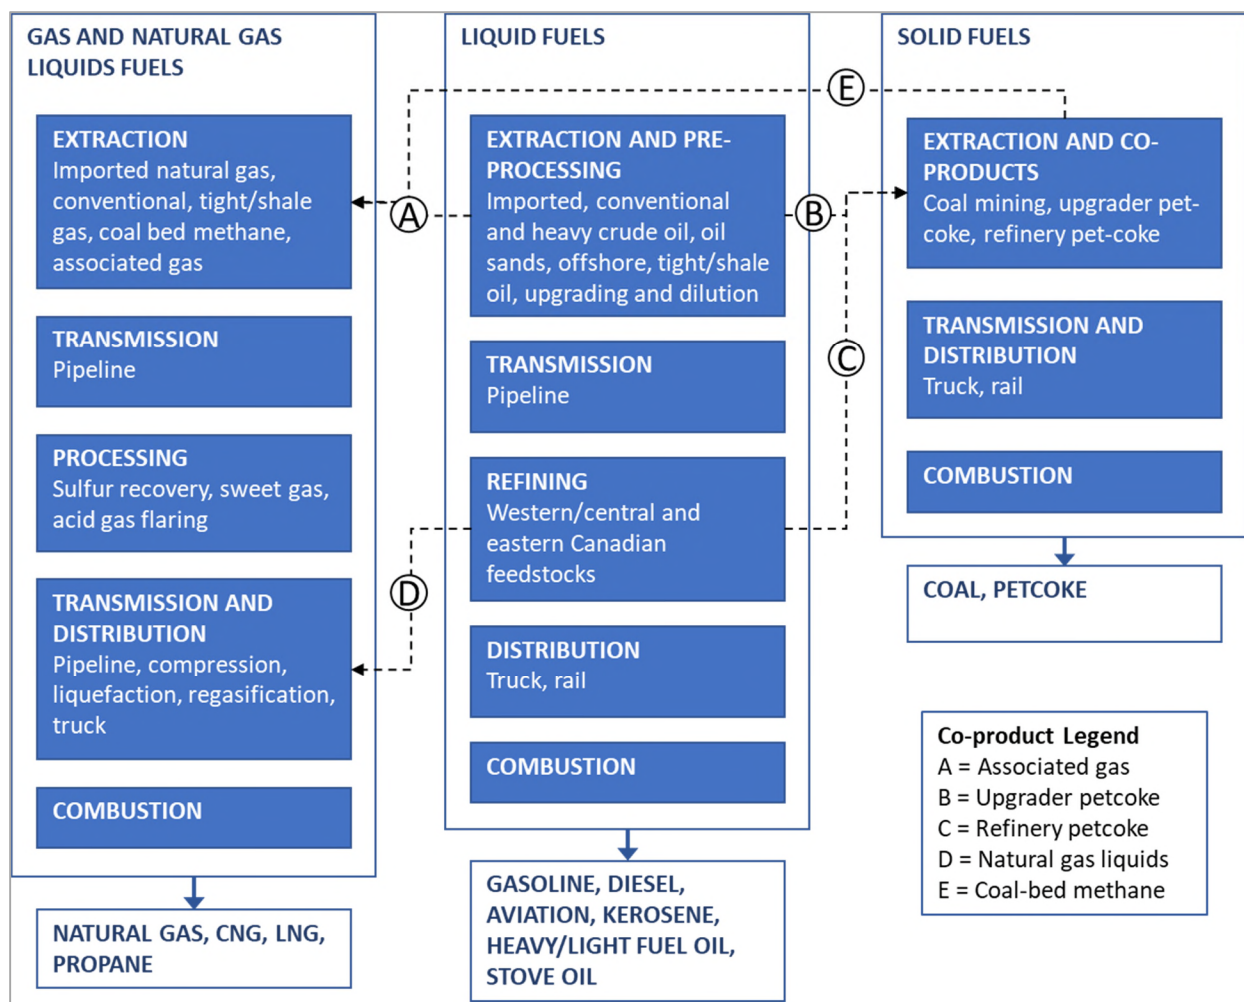 GAS AND NATURAL GAS
LIQUIDS FUELS
EXTRACTION
Imported natural gas,
conventional, tight/shale
gas, coal bed methane,
associated gas
TRANSMISSION
Pipeline
PROCESSING
Sulfur recovery, sweet gas,
acid gas flaring
TRANSMISSION AND
DISTRIBUTION
Pipeline, compression,
liquefaction, regasification,
truck
COMBUSTION
NATURAL GAS, CNG, LNG,
PROPANE
A
D
LIQUID FUELS
EXTRACTION AND PRE-
PROCESSING
Imported, conventional
and heavy crude oil, oil
sands, offshore, tight/shale
oil, upgrading and dilution
TRANSMISSION
Pipeline
REFINING
Western/central and
eastern Canadian
feedstocks
DISTRIBUTION
Truck, rail
COMBUSTION
GASOLINE, DIESEL,
AVIATION, KEROSENE,
HEAVY/LIGHT FUEL OIL,
STOVE OIL
E
B
C
SOLID FUELS
EXTRACTION AND CO-
PRODUCTS
Coal mining, upgrader pet-
coke, refinery pet-coke
TRANSMISSION AND
DISTRIBUTION
Truck, rail
COMBUSTION
COAL, PETCOKE
Co-product Legend
A = Associated gas
B = Upgrader petcoke
C = Refinery petcoke
D = Natural gas liquids
E = Coal-bed methane